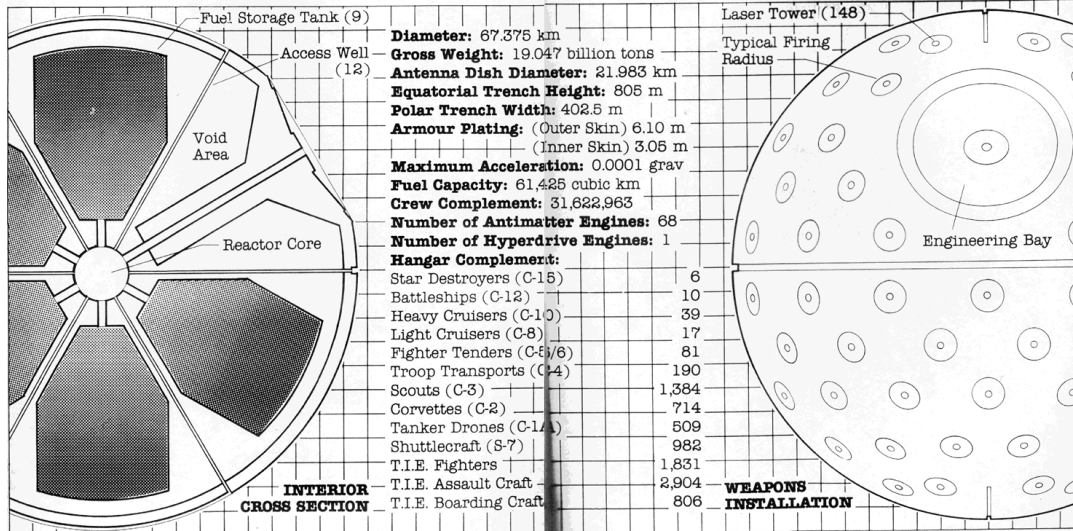 Fuel Storage Tank (9)
Access Well
(12)
Void
Area
Reactor Core
INTERIOR
CROSS SECTION
Diameter: 67.375 km
Gross Weight: 19.047 billion tons
Antenna Dish Diameter: 21.983 km
Equatorial Trench Height: 805 m
Polar Trench Width: 402.5 m
Armour Plating: (Outer Skin) 6.10 m
(Inner Skin) 3.05 m
Maximum Acceleration: 0.0001 grav
Fuel Capacity: 61,425 cubic km
Crew Complement: 31,622,963
Number of Antimatter Engines: 68
Number of Hyperdrive Engines: 1
Hangar Complement:
Star Destroyers (C-15) 6
Battleships (C-12) 10
Heavy Cruisers (C-10) 39
Light Cruisers (C-8) 17
Fighter Tenders (C-5/6) 81
Troop Transports (C-4) 190
Scouts (C-3) 1,384
Corvettes (C-2) 714
Tanker Drones (C-1A) 509
Shuttlecraft (S-7) 982
T.I.E. Fighters 1,831
T.I.E. Assault Craft 2,904
T.I.E. Boarding Craft 806
Laser Tower (148)
Typical Firing
Radius
Engineering Bay
WEAPONS
INSTALLATION